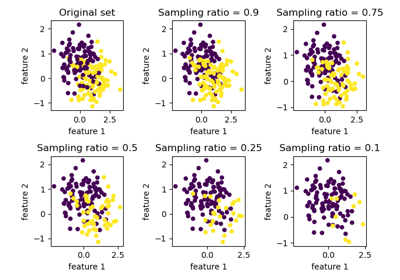 Original set
Sampling ratio = 0.9
Sampling ratio = 0.75
feature 2
2
1
0
−1
0.0
2.5
feature 1
feature 2
2
1
0
−1
0.0
2.5
feature 1
feature 2
2
1
0
−1
0.0
2.5
feature 1
Sampling ratio = 0.5
Sampling ratio = 0.25
Sampling ratio = 0.1
feature 2
2
1
0
−1
0.0
2.5
feature 1
feature 2
2
1
0
−1
0.0
2.5
feature 1
feature 2
2
1
0
−1
0.0
2.5
feature 1